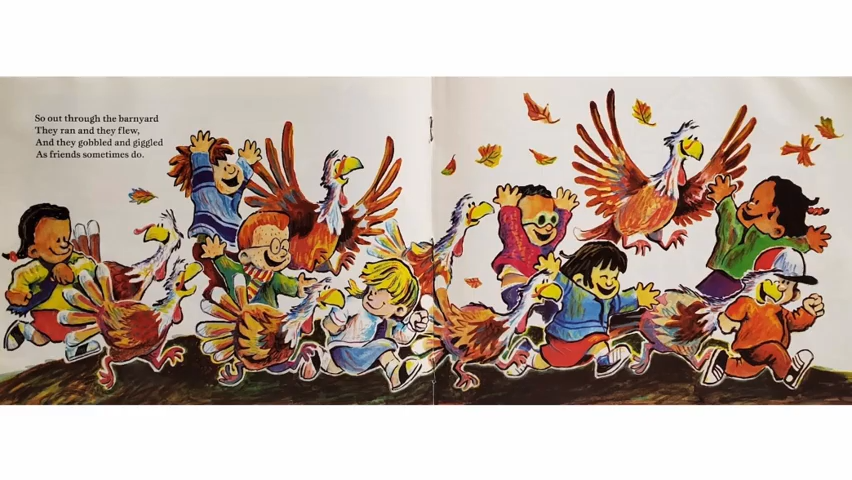 So out through the barnyard
They ran and they flew,
And they gobbled and giggled
As friends sometimes do.